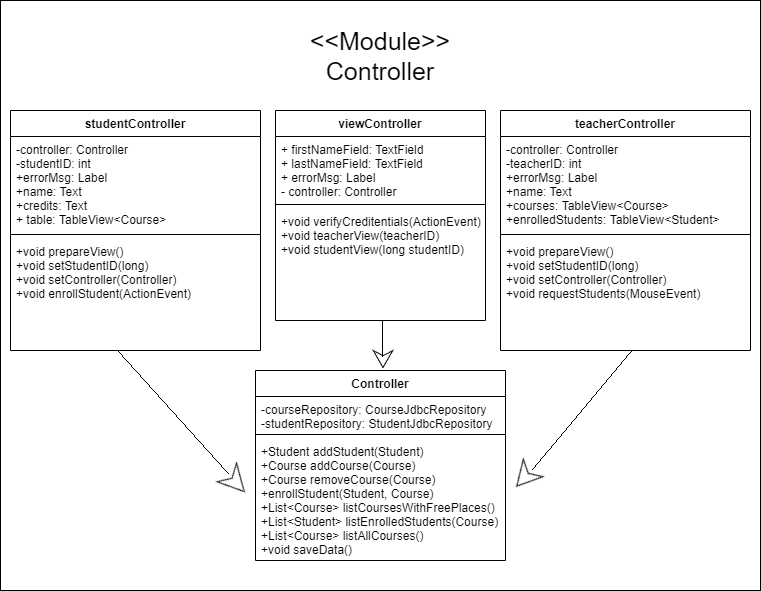 <<Module>>
Controller
studentController
-controller: Controller
-studentID: int
+errorMsg: Label
+name: Text
+credits: Text
+ table: TableView<Course>
+void prepareView()
+void setStudentID(long)
+void setController(Controller)
+void enrollStudent(ActionEvent)
viewController
+ firstNameField: TextField
+ lastNameField: TextField
+ errorMsg: Label
- controller: Controller
+void verifyCreditentials(ActionEvent)
+void teacherView(teacherID)
+void studentView(long studentID)
teacherController
-controller: Controller
-teacherID: int
+errorMsg: Label
+name: Text
+courses: TableView<Course>
+enrolledStudents: TableView<Student>
+void prepareView()
+void setStudentID(long)
+void setController(Controller)
+void requestStudents(MouseEvent)
Controller
-courseRepository: CourseJdbcRepository
-studentRepository: StudentJdbcRepository
+Student addStudent(Student)
+Course addCourse(Course)
+Course removeCourse(Course)
+enrollStudent(Student, Course)
+List<Course> listCoursesWithFreePlaces()
+List<Student> listEnrolledStudents(Course)
+List<Course> listAllCourses()
+void saveData()